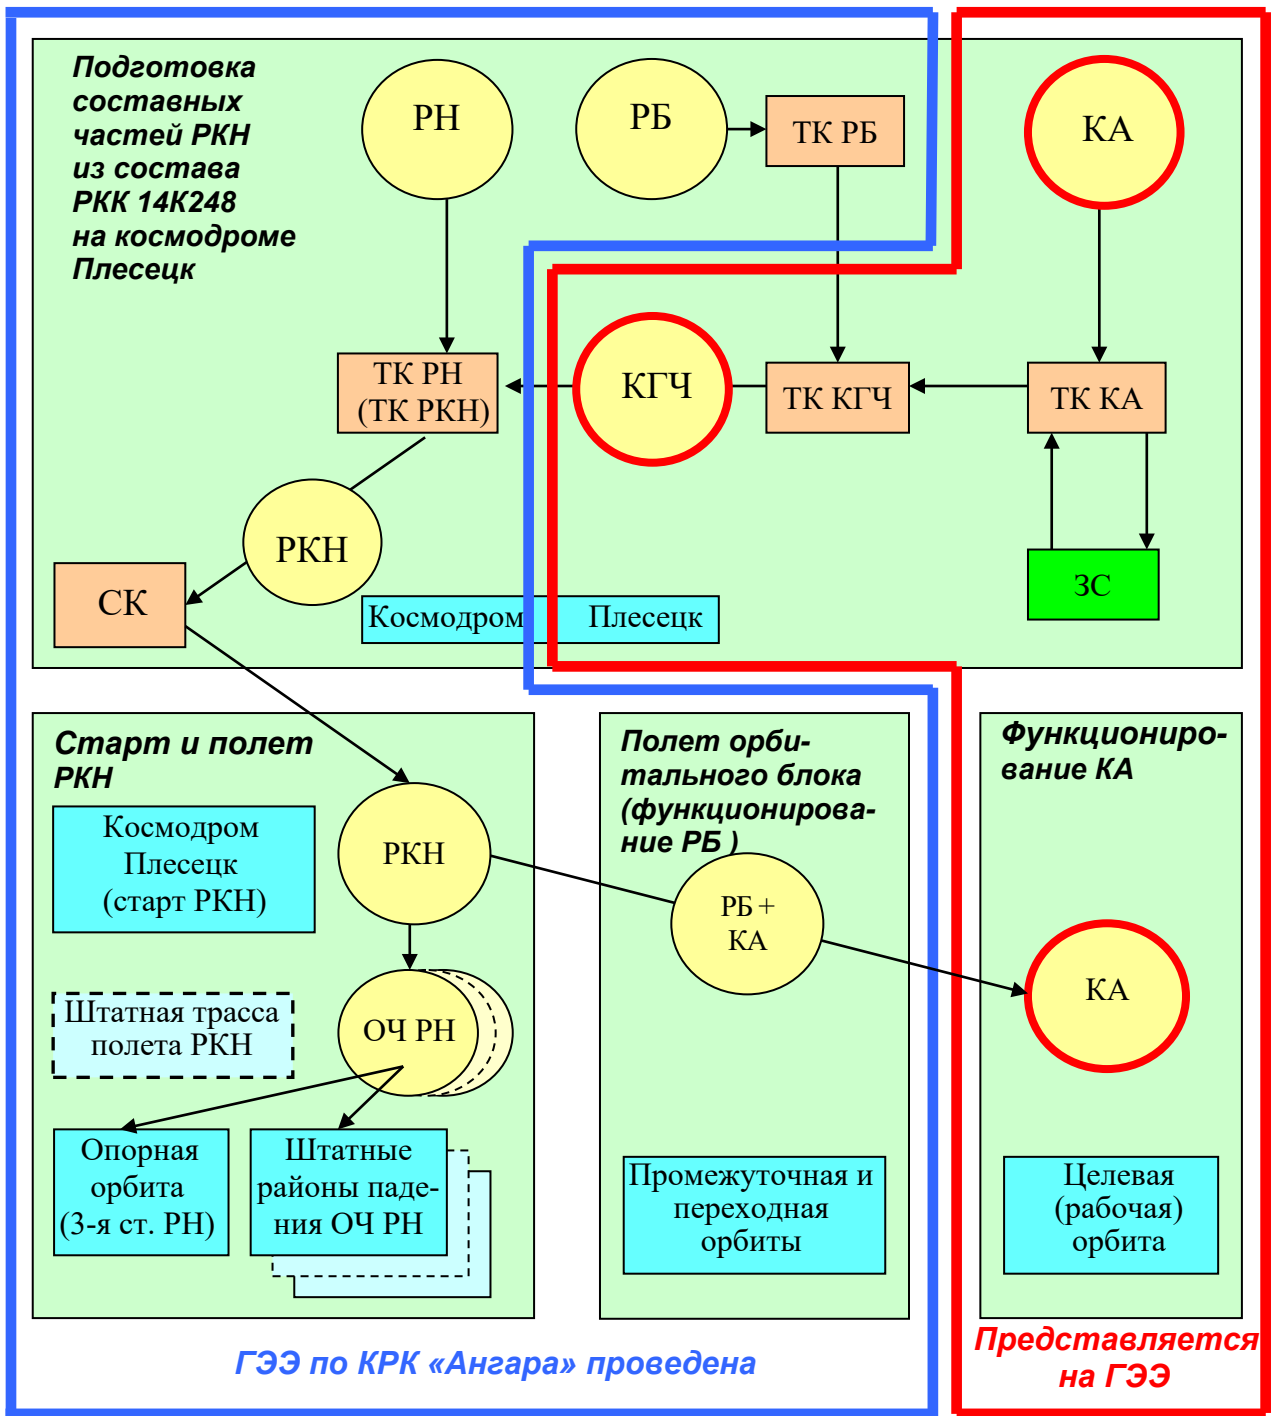 Подготовка
составных
частей РКН
из состава
РКК 14К248
на космодроме
Плесецк
РН
РБ
ТК РБ
КА
ТК РН
(ТК РКН)
КГЧ
ТК КГЧ
ТК КА
РКН
СК
ЗС
Космодром Плесецк
Старт и полет
РКН
Космодром
Плесецк
(старт РКН)
РКН
Штатная трасса
полета РКН
ОЧ РН
Опорная
орбита
(3-я ст. РН)
Штатные
районы паде-
ния ОЧ РН
Полет орби-
тального блока
(функционирова-
ние РБ )
РБ +
КА
Промежуточная и
переходная
орбиты
Функциониро-
вание КА
КА
Целевая
(рабочая)
орбита
ГЭЭ по КРК «Ангара» проведена
Представляется
на ГЭЭ